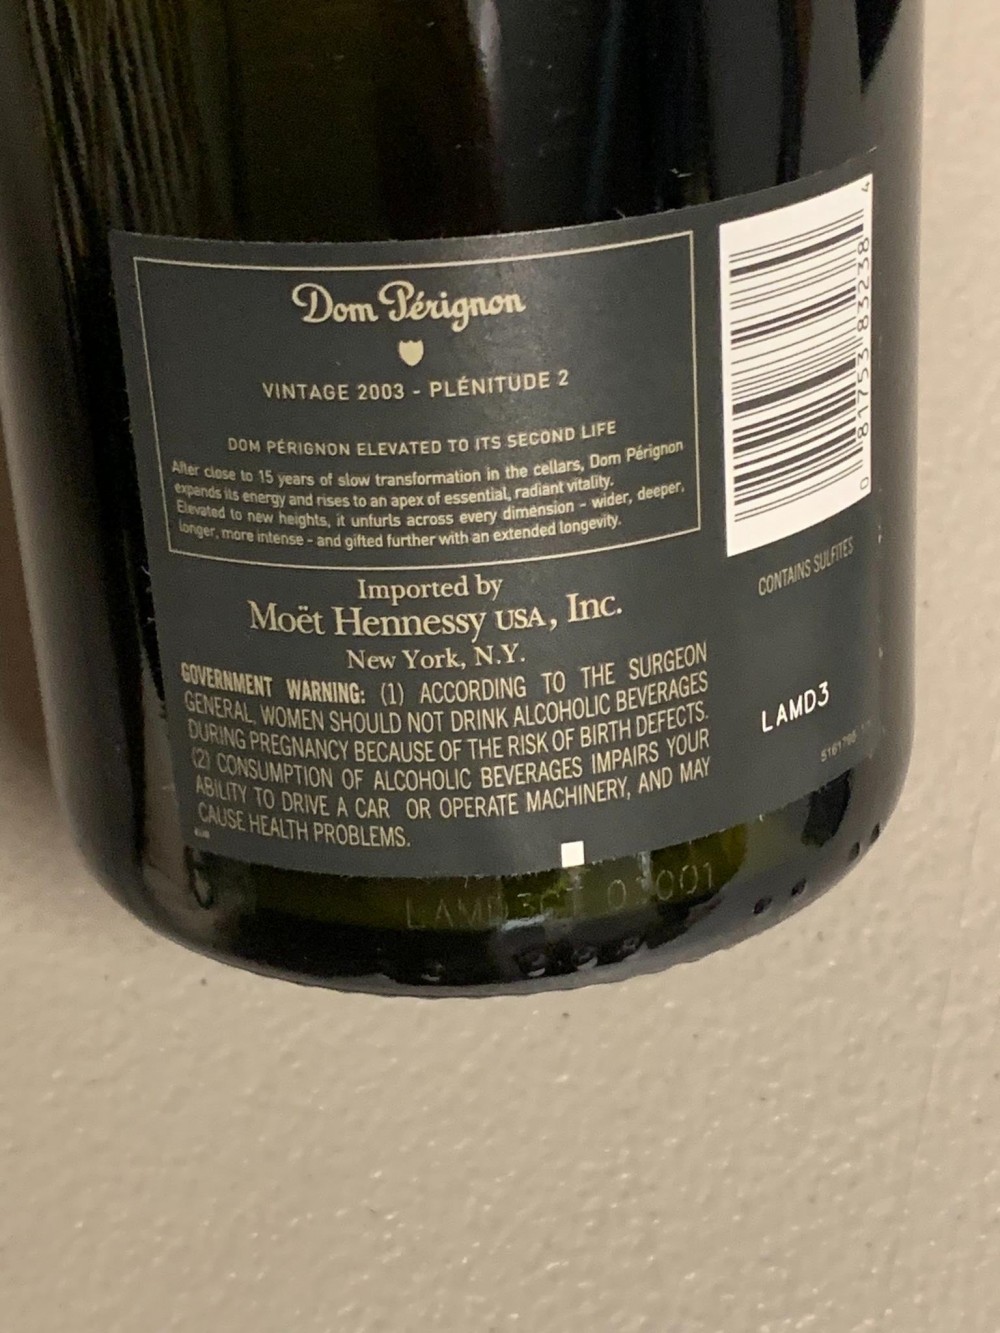 Dom Pérignon
VINTAGE 2003 - PLÉNITUDE 2
DOM PÉRIGNON ELEVATED TO ITS SECOND LIFE
After close to 15 years of slow transformation in the cellars, Dom Pérignon
expands its energy and rises to an apex of essential, radiant vitality.
Elevated to new heights, it unfurls across every dimension - wider, deeper,
longer, more intense - and gifted further with an extended longevity.
Imported by
Moët Hennessy USA, Inc.
New York, N.Y.
GOVERNMENT WARNING: (1) ACCORDING TO THE SURGEON
GENERAL, WOMEN SHOULD NOT DRINK ALCOHOLIC BEVERAGES
DURING PREGNANCY BECAUSE OF THE RISK OF BIRTH DEFECTS.
(2) CONSUMPTION OF ALCOHOLIC BEVERAGES IMPAIRS YOUR
ABILITY TO DRIVE A CAR OR OPERATE MACHINERY, AND MAY
CAUSE HEALTH PROBLEMS.
0 81753 83238 4
CONTAINS SULFITES
LAMD3